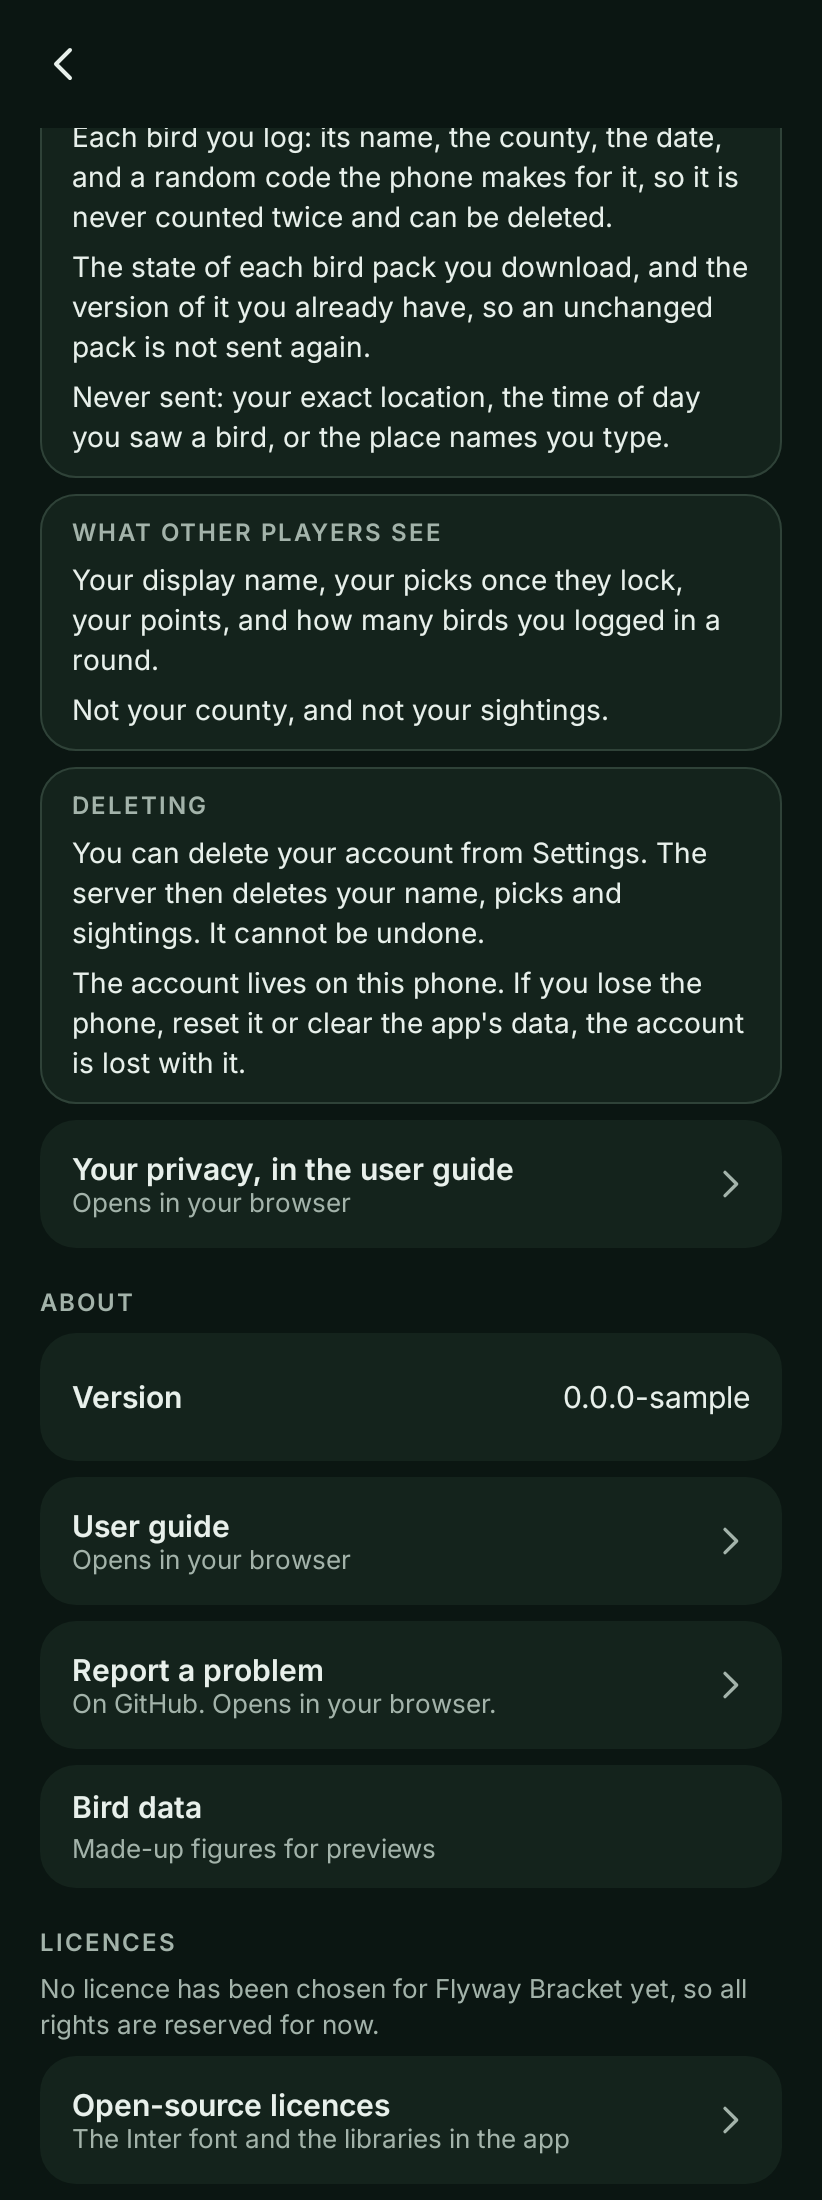 Each bird you log: its name, the county, the date,
and a random code the phone makes for it, so it is
never counted twice and can be deleted.
The state of each bird pack you download, and the
version of it you already have, so an unchanged
pack is not sent again.
Never sent: your exact location, the time of day
you saw a bird, or the place names you type.
WHAT OTHER PLAYERS SEE
Your display name, your picks once they lock,
your points, and how many birds you logged in a
round.
Not your county, and not your sightings.
DELETING
You can delete your account from Settings. The
server then deletes your name, picks and
sightings. It cannot be undone.
The account lives on this phone. If you lose the
phone, reset it or clear the app's data, the account
is lost with it.
Your privacy, in the user guide
Opens in your browser
ABOUT
Version 0.0.0-sample
User guide
Opens in your browser
Report a problem
On GitHub. Opens in your browser.
Bird data
Made-up figures for previews
LICENCES
No licence has been chosen for Flyway Bracket yet, so all
rights are reserved for now.
Open-source licences
The Inter font and the libraries in the app